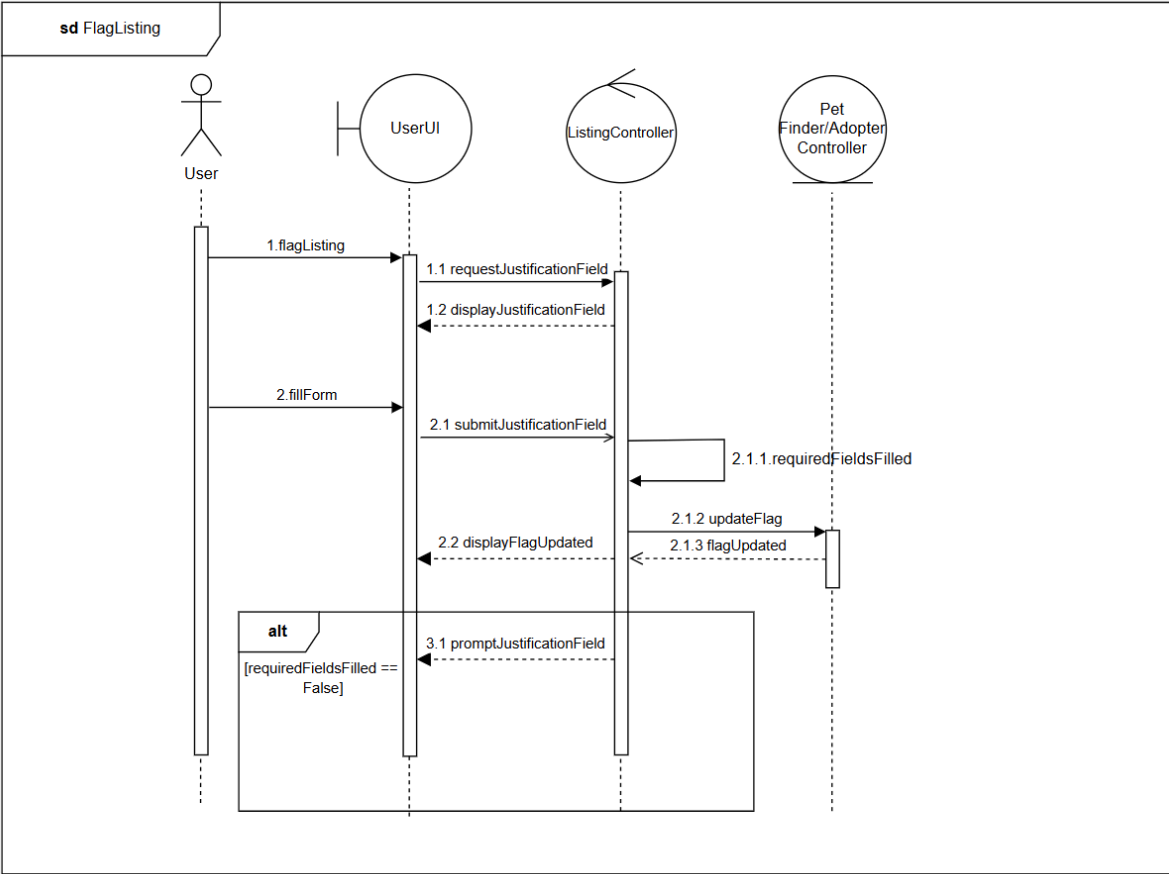 sd FlagListing
User
UserUI
ListingController
Pet
Finder/Adopter
Controller
1.flagListing
1.1 requestJustificationField
1.2 displayJustificationField
2.fillForm
2.1 submitJustificationField
2.1.1.requiredFieldsFilled
2.1.2 updateFlag
2.2 displayFlagUpdated
2.1.3 flagUpdated
alt
[requiredFieldsFilled ==
False]
3.1 promptJustificationField